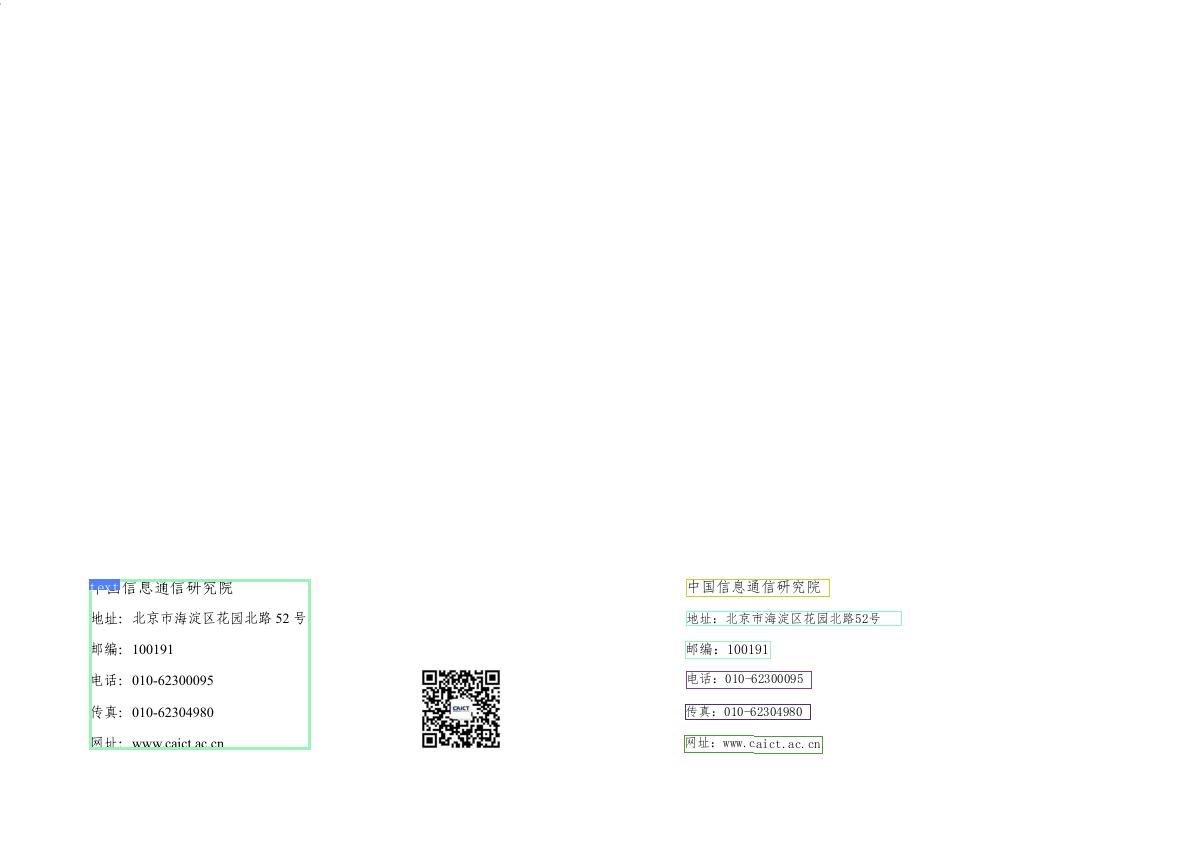 text
中国信息通信研究院
地址：北京市海淀区花园北路 52 号
邮编：100191
电话：010-62300095
传真：010-62304980
网址：www.caict.ac.cn
CAICT
中国信息通信研究院
地址：北京市海淀区花园北路52号
邮编：100191
电话：010-62300095
传真：010-62304980
网址：www.caict.ac.cn